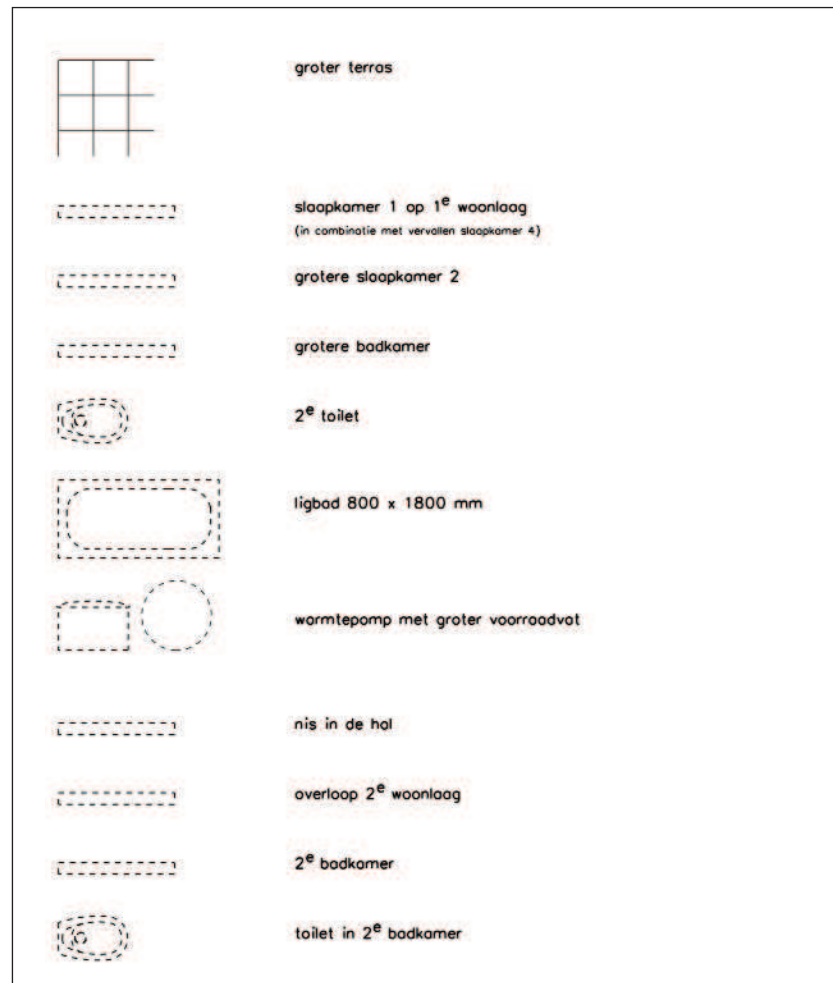 groter terras
slaapkamer 1 op 1e woonlaag
(in combinatie met vervallen slaapkamer 4)
grotere slaapkamer 2
grotere badkamer
2e toilet
ligbad 800 x 1800 mm
warmtepomp met groter voorraadvat
nis in de hal
overloop 2e woonlaag
2e badkamer
toilet in 2e badkamer